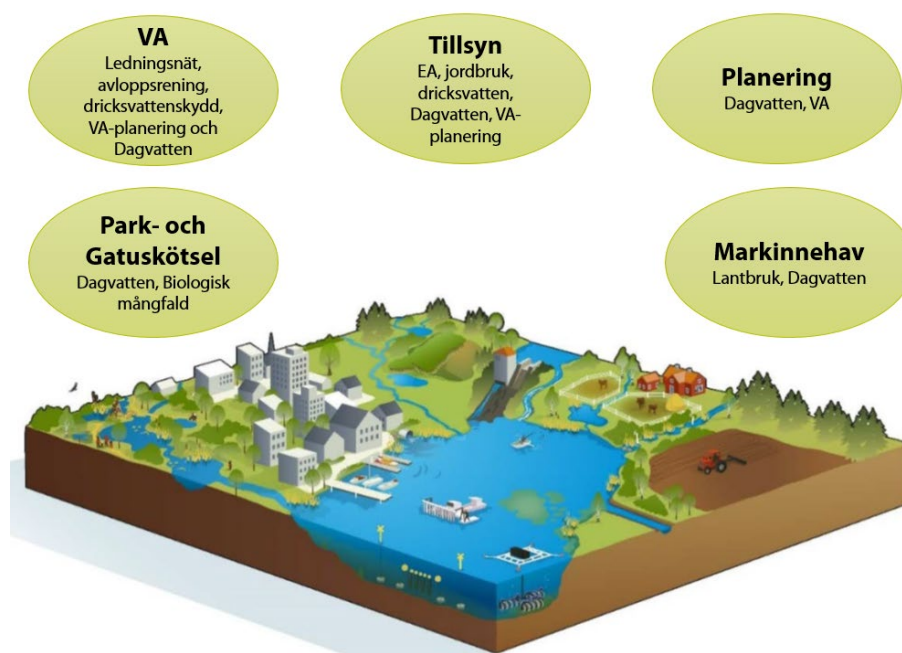 VA
Ledningsnät,
avloppsrening,
dricksvattenskydd,
VA-planering och
Dagvatten
Tillsyn
EA, jordbruk,
dricksvatten,
Dagvatten, VA-
planering
Planering
Dagvatten, VA
Park- och
Gatuskötsel
Dagvatten, Biologisk
mångfald
Markinnehav
Lantbruk, Dagvatten